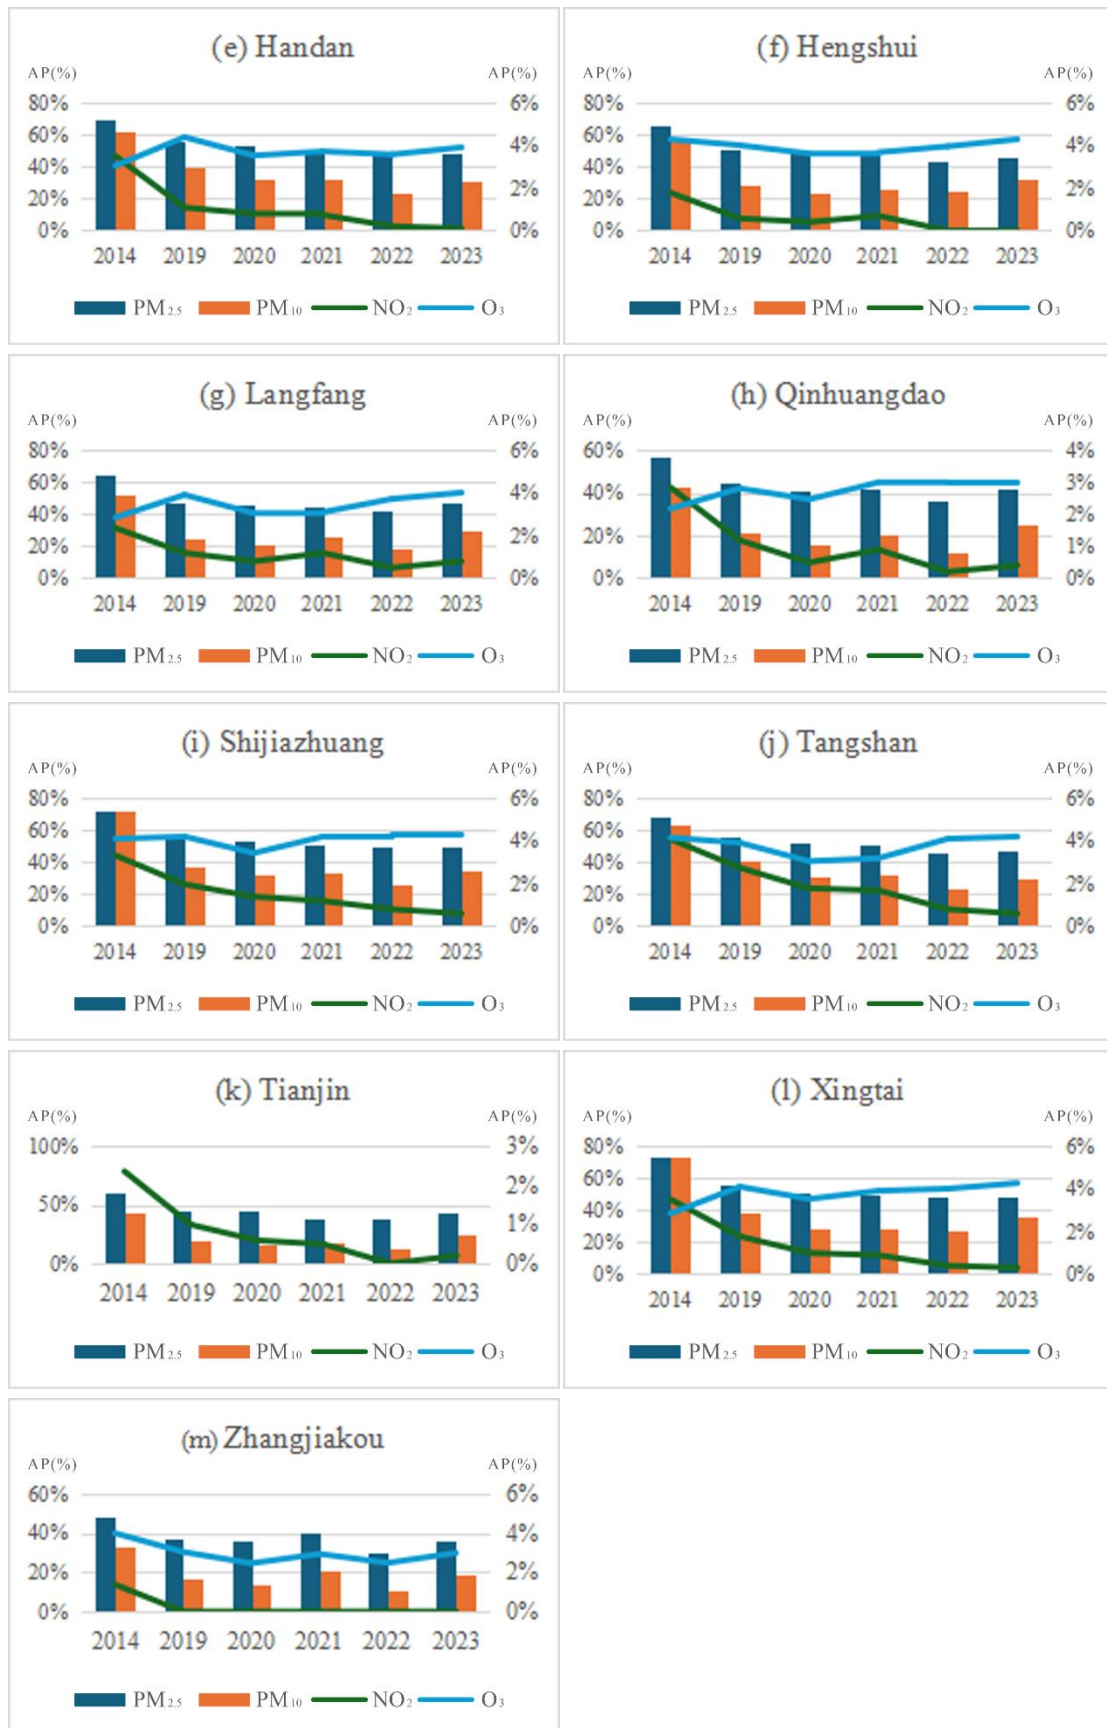 (e) Handan
AP(%) AP(%)
80% 6%
60% 4%
40%
20% 2%
0% 0%
2014 2019 2020 2021 2022 2023
PM2.5 PM10 NO2 O3
(f) Hengshui
AP(%) AP(%)
80% 6%
60% 4%
40%
20% 2%
0% 0%
2014 2019 2020 2021 2022 2023
PM2.5 PM10 NO2 O3
(g) Langfang
AP(%) AP(%)
80% 6%
60% 4%
40%
20% 2%
0% 0%
2014 2019 2020 2021 2022 2023
PM2.5 PM10 NO2 O3
(h) Qinhuangdao
AP(%) AP(%)
60% 4%
3%
40%
2%
20% 1%
0% 0%
2014 2019 2020 2021 2022 2023
PM2.5 PM10 NO2 O3
(i) Shijiazhuang
AP(%) AP(%)
80% 6%
60% 4%
40%
20% 2%
0% 0%
2014 2019 2020 2021 2022 2023
PM2.5 PM10 NO2 O3
(j) Tangshan
AP(%) AP(%)
80% 6%
60% 4%
40%
20% 2%
0% 0%
2014 2019 2020 2021 2022 2023
PM2.5 PM10 NO2 O3
(k) Tianjin
AP(%) AP(%)
100% 3%
2%
50%
1%
0% 0%
2014 2019 2020 2021 2022 2023
PM2.5 PM10 NO2 O3
(l) Xingtai
AP(%) AP(%)
80% 6%
60% 4%
40%
20% 2%
0% 0%
2014 2019 2020 2021 2022 2023
PM2.5 PM10 NO2 O3
(m) Zhangjiakou
AP(%) AP(%)
60% 6%
40% 4%
20% 2%
0% 0%
2014 2019 2020 2021 2022 2023
PM2.5 PM10 NO2 O3